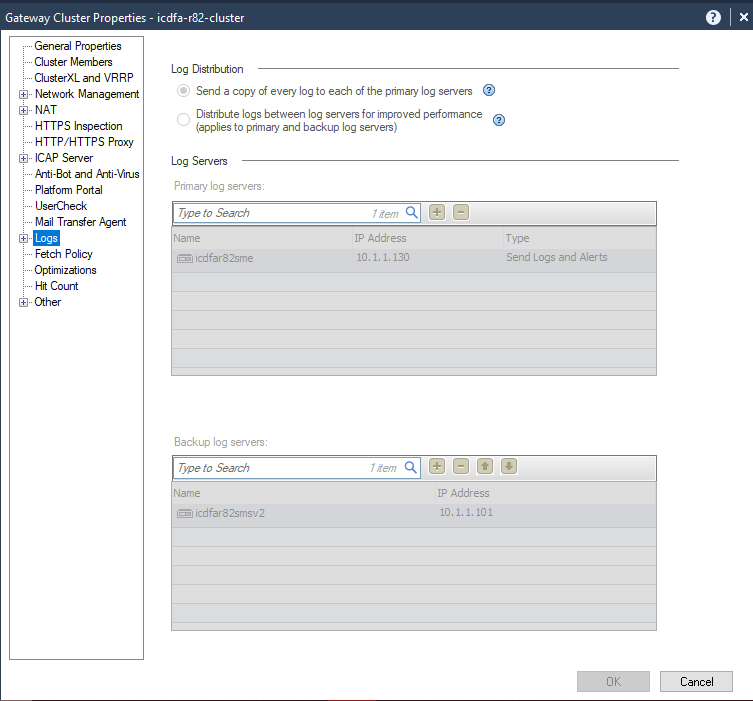 Gateway Cluster Properties - icdfa-r82-cluster
General Properties
Cluster Members
ClusterXL and VRRP
Network Management
NAT
HTTPS Inspection
HTTP/HTTPS Proxy
ICAP Server
Anti-Bot and Anti-Virus
Platform Portal
UserCheck
Mail Transfer Agent
Logs
Fetch Policy
Optimizations
Hit Count
Other
Log Distribution
Send a copy of every log to each of the primary log servers
Distribute logs between log servers for improved performance
(applies to primary and backup log servers)
Log Servers
Primary log servers:
Type to Search 1 item
Name IP Address Type
icdfar82sme 10.1.1.130 Send Logs and Alerts
Backup log servers:
Type to Search 1 item
Name IP Address
icdfar82smsv2 10.1.1.101
OK Cancel